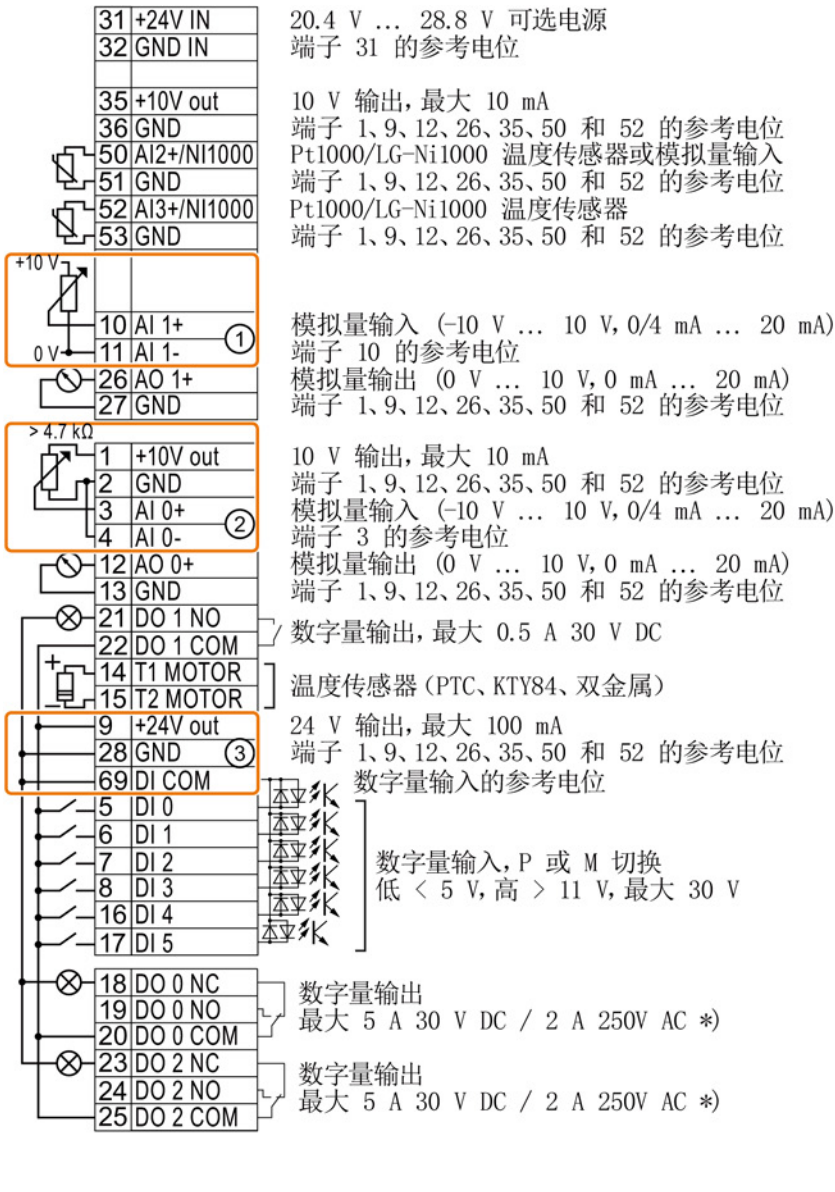 31 +24V IN 20.4 V ... 28.8 V 可选电源
32 GND IN 端子 31 的参考电位
35 +10V out 10 V 输出,最大 10 mA
36 GND 端子 1、9、12、26、35、50 和 52 的参考电位
50 AI2+/NI1000 Pt1000/LG-Ni1000 温度传感器或模拟量输入
51 GND 端子 1、9、12、26、35、50 和 52 的参考电位
52 AI3+/NI1000 Pt1000/LG-Ni1000 温度传感器
53 GND 端子 1、9、12、26、35、50 和 52 的参考电位
+10 V
10 AI 1+ ① 模拟量输入 (-10 V ... 10 V, 0/4 mA ... 20 mA)
0 V 11 AI 1- 端子 10 的参考电位
26 AO 1+ 模拟量输出 (0 V ... 10 V, 0 mA ... 20 mA)
27 GND 端子 1、9、12、26、35、50 和 52 的参考电位
> 4.7 kΩ
1 +10V out 10 V 输出,最大 10 mA
2 GND 端子 1、9、12、26、35、50 和 52 的参考电位
3 AI 0+ ② 模拟量输入 (-10 V ... 10 V, 0/4 mA ... 20 mA)
4 AI 0- 端子 3 的参考电位
12 AO 0+ 模拟量输出 (0 V ... 10 V, 0 mA ... 20 mA)
13 GND 端子 1、9、12、26、35、50 和 52 的参考电位
21 DO 1 NO
数字量输出,最大 0.5 A 30 V DC
22 DO 1 COM
+ 14 T1 MOTOR
温度传感器(PTC、KTY84、双金属)
− 15 T2 MOTOR
9 +24V out 24 V 输出,最大 100 mA
28 GND ③ 端子 1、9、12、26、35、50 和 52 的参考电位
69 DI COM 数字量输入的参考电位
5 DI 0
6 DI 1
7 DI 2 数字量输入, P 或 M 切换
8 DI 3 低 < 5 V, 高 > 11 V, 最大 30 V
16 DI 4
17 DI 5
18 DO 0 NC 数字量输出
19 DO 0 NO 最大 5 A 30 V DC / 2 A 250V AC *)
20 DO 0 COM
23 DO 2 NC 数字量输出
24 DO 2 NO 最大 5 A 30 V DC / 2 A 250V AC *)
25 DO 2 COM